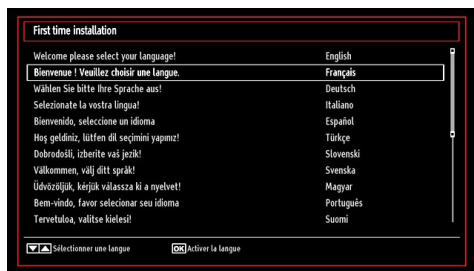 First time installation
Welcome please select your language! English
Bienvenue ! Veuillez choisir une langue. Français
Wählen Sie bitte Ihre Sprache aus! Deutsch
Selezionate la vostra lingua! Italiano
Bienvenido, seleccione un idioma Español
Hoş geldiniz, lütfen dil seçimini yapınız! Türkçe
Dobrodošli, izberite vaš jezik! Slovenski
Välkommen, välj ditt språk! Svenska
Üdvözöljük, kérjük válassza ki a nyelvet! Magyar
Bem-vindo, favor selecionar seu idioma Português
Tervetuloa, valitse kielesi! Suomi
Sélectionner une langue OK Activer la langue